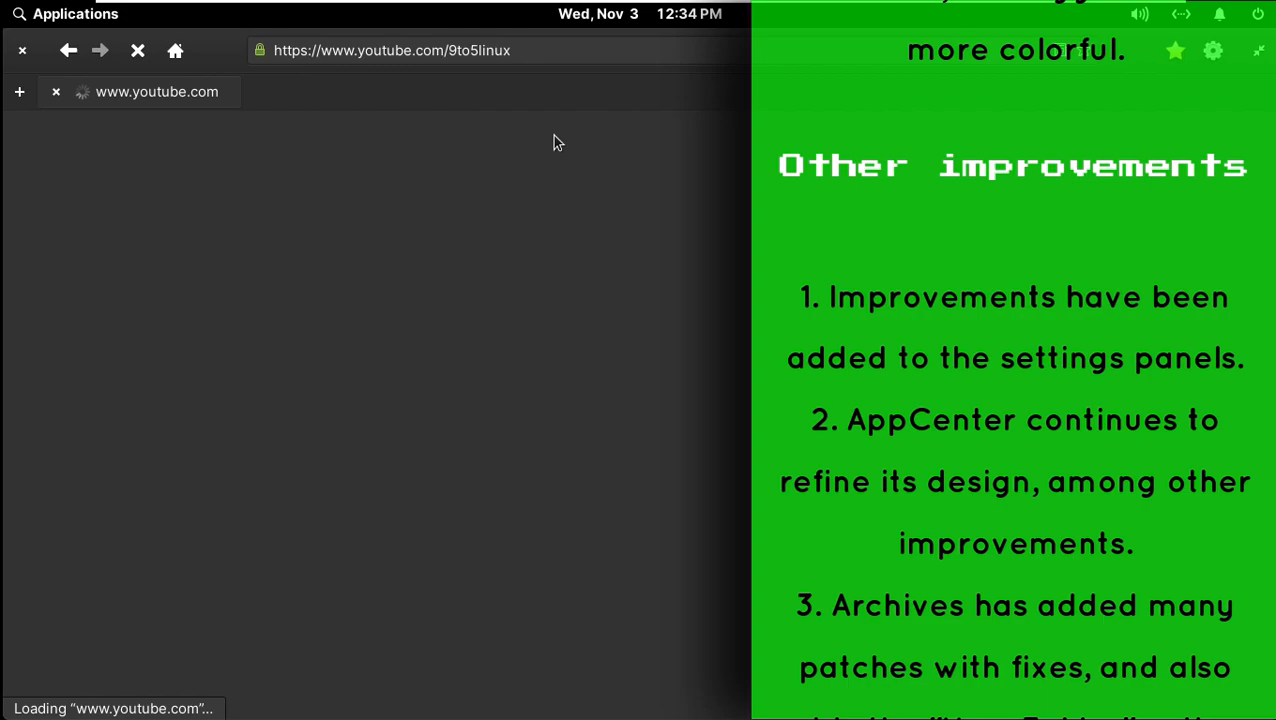 Applications
Wed, Nov 3 12:34 PM
https://www.youtube.com/9to5linux
www.youtube.com
Loading “www.youtube.com”…
more colorful.
Other improvements
1. Improvements have been
added to the settings panels.
2. AppCenter continues to
refine its design, among other
improvements.
3. Archives has added many
patches with fixes, and also